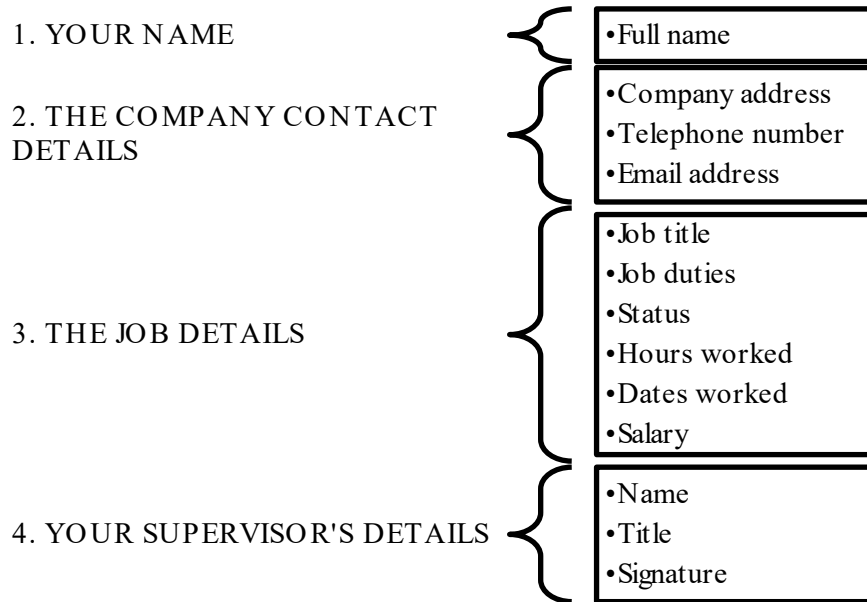 1. YOUR NAME
•Full name
2. THE COMPANY CONTACT
DETAILS
•Company address
•Telephone number
•Email address
3. THE JOB DETAILS
•Job title
•Job duties
•Status
•Hours worked
•Dates worked
•Salary
4. YOUR SUPERVISOR'S DETAILS
•Name
•Title
•Signature